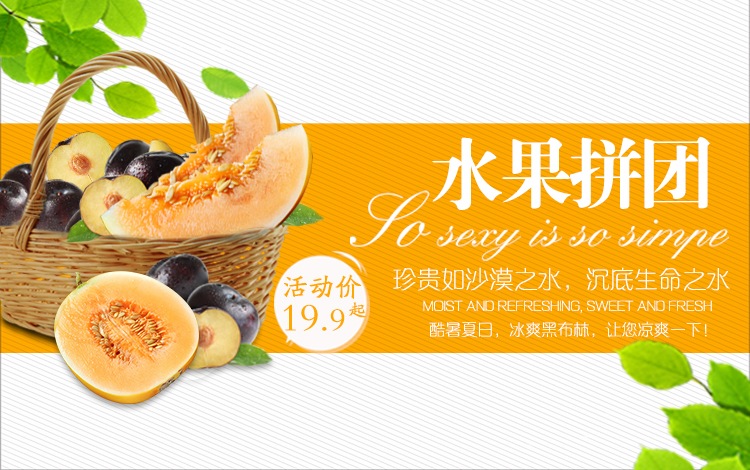 水果拼团
So sexy is so simpe
珍贵如沙漠之水，沉底生命之水
MOIST AND REFRESHING, SWEET AND FRESH
酷暑夏日，冰爽黑布林，让您凉爽一下！
活动价
19.9起